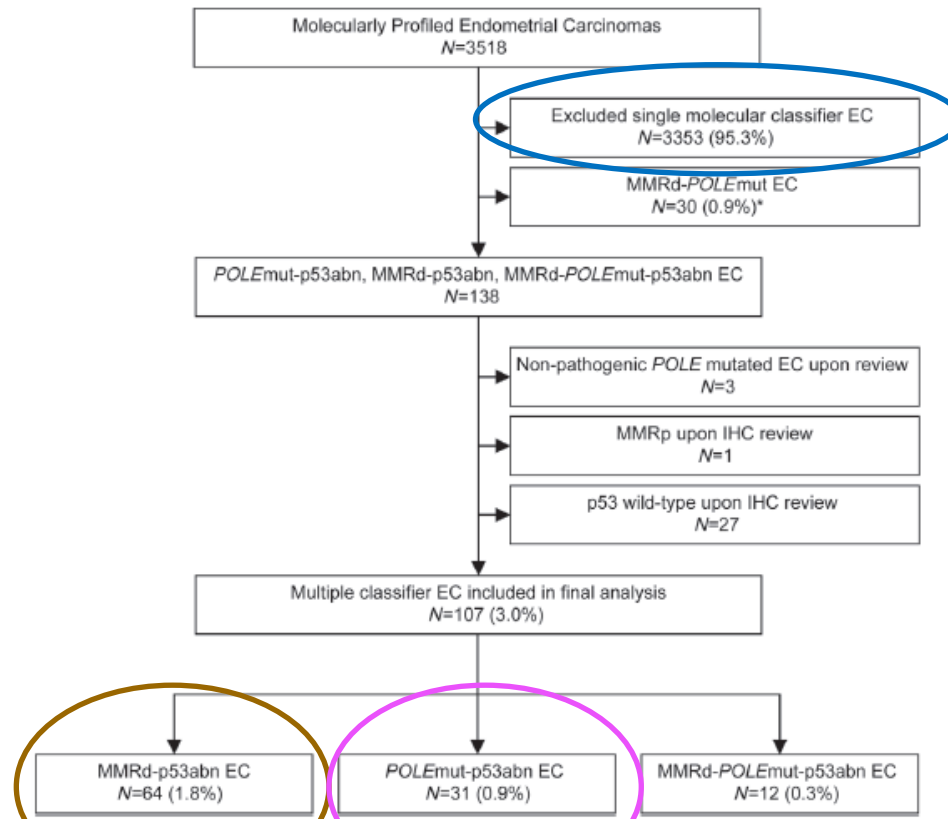 Molecularly Profiled Endometrial Carcinomas
N=3518
Excluded single molecular classifier EC
N=3353 (95.3%)
MMRd-POLEmut EC
N=30 (0.9%)*
POLEmut-p53abn, MMRd-p53abn, MMRd-POLEmut-p53abn EC
N=138
Non-pathogenic POLE mutated EC upon review
N=3
MMRp upon IHC review
N=1
p53 wild-type upon IHC review
N=27
Multiple classifier EC included in final analysis
N=107 (3.0%)
MMRd-p53abn EC
N=64 (1.8%)
POLEmut-p53abn EC
N=31 (0.9%)
MMRd-POLEmut-p53abn EC
N=12 (0.3%)